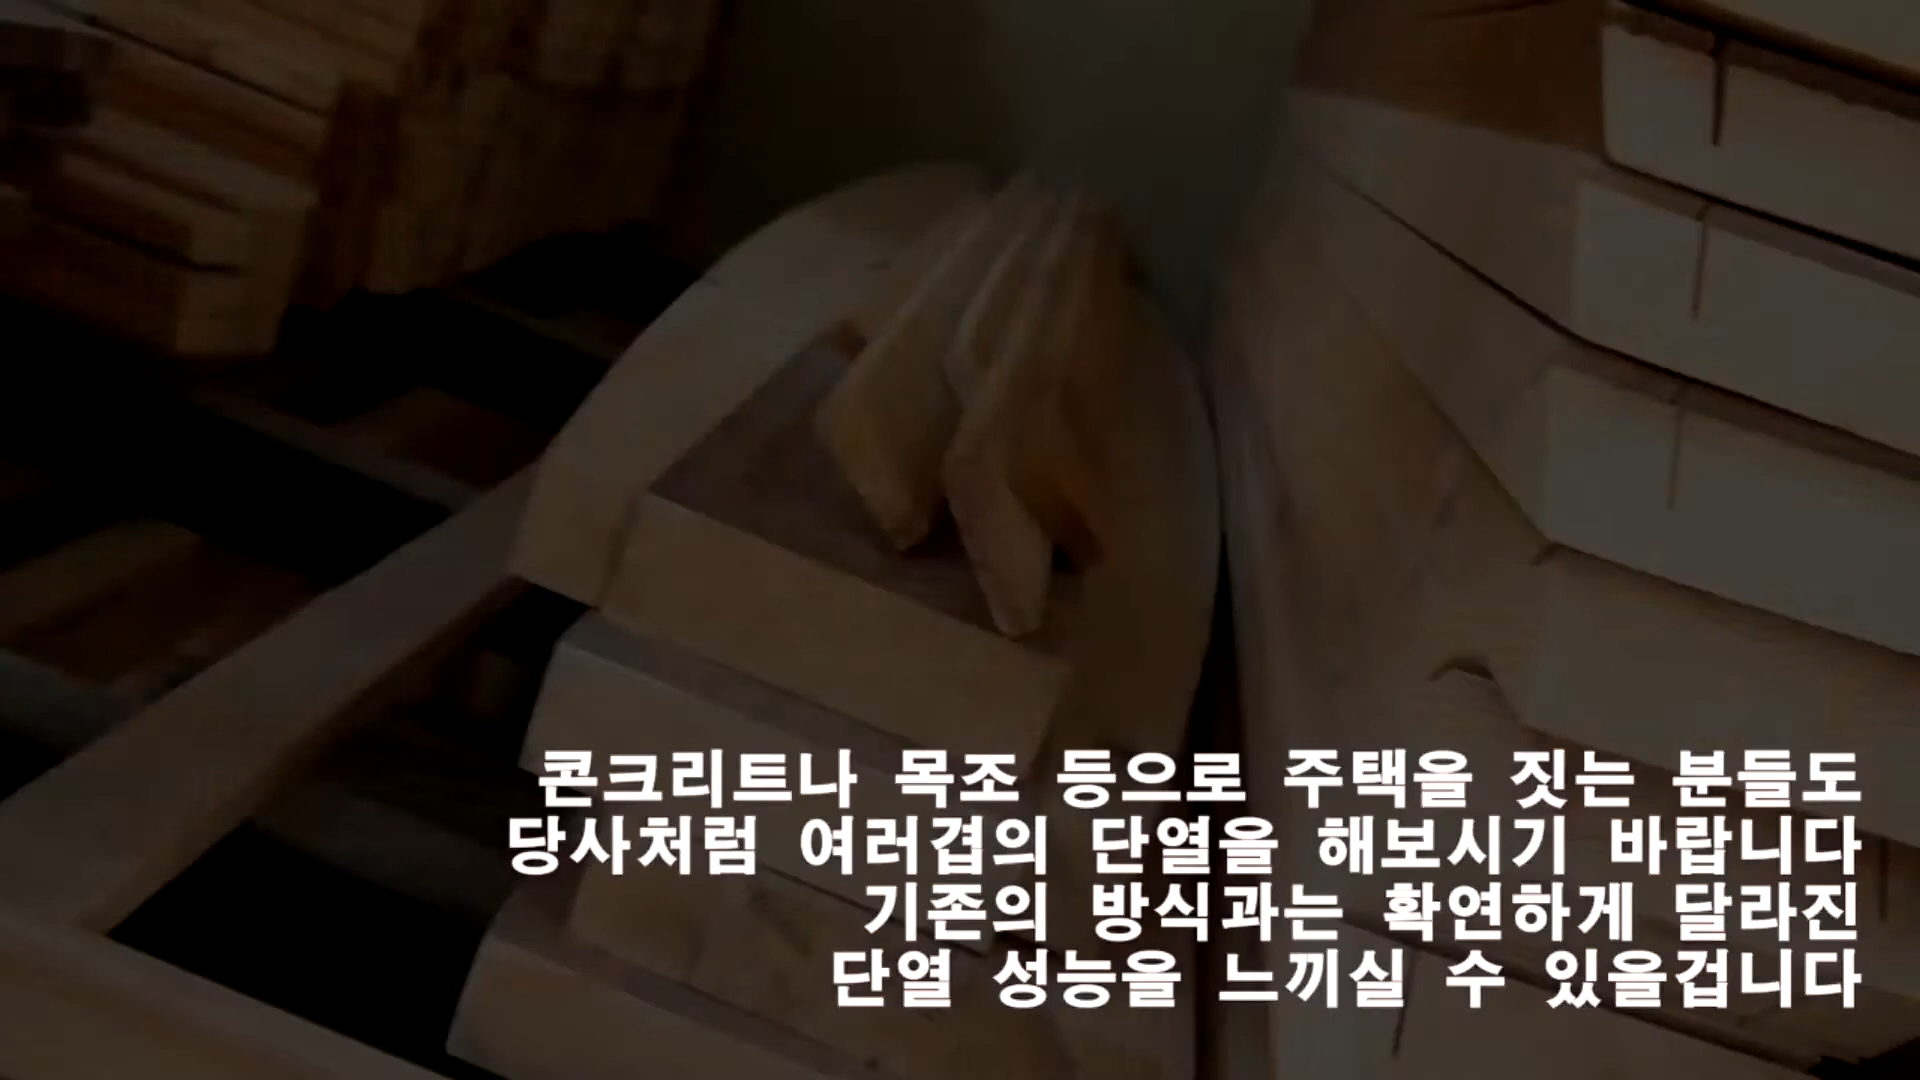 콘크리트나 목조 등으로 주택을 짓는 분들도
당사처럼 여러겹의 단열을 해보시기 바랍니다
기존의 방식과는 확연하게 달라진
단열 성능을 느끼실 수 있을겁니다